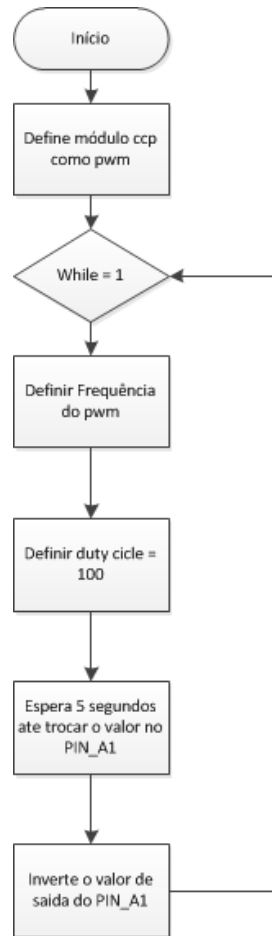 Início
Define módulo ccp
como pwm
While = 1
Definir Frequência
do pwm
Definir duty cicle =
100
Espera 5 segundos
ate trocar o valor no
PIN_A1
Inverte o valor de
saida do PIN_A1